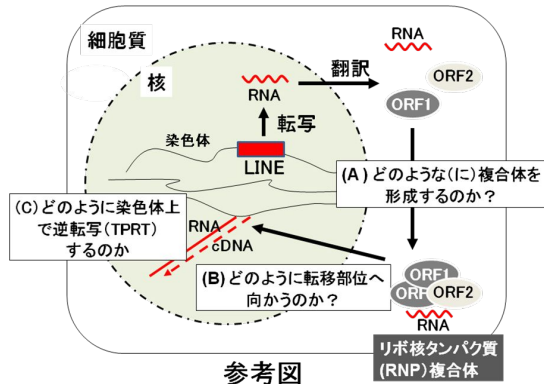 細胞質
核
RNA
翻訳
RNA
ORF2
ORF1
RNA
転写
染色体
LINE
(A)どのような(に)複合体を
形成するのか?
(C)どのように染色体上
で逆転写(TPRT)
するのか
RNA
cDNA
(B)どのように転移部位へ
向かうのか?
ORF1
ORF
ORF2
RNA
リボ核タンパク質
(RNP)複合体
参考図